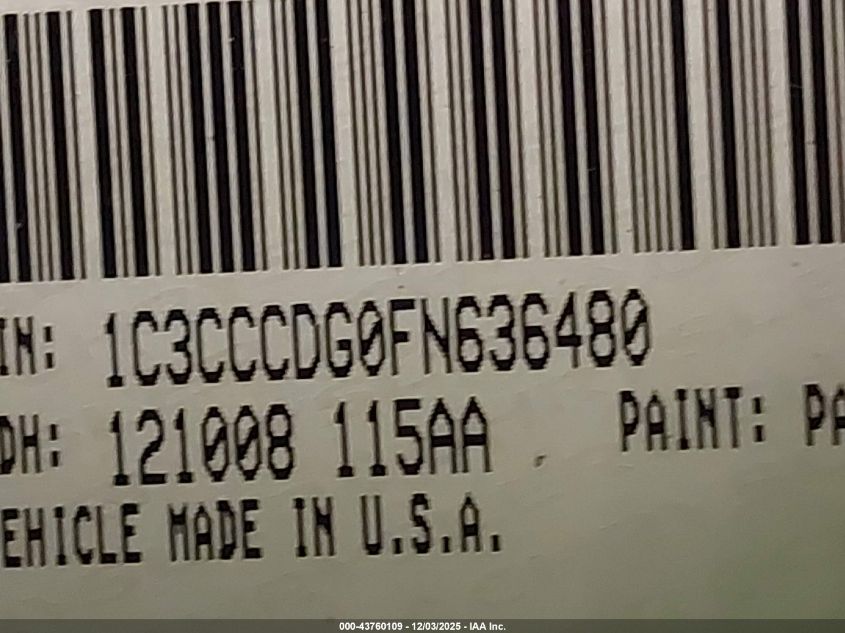 IN: 1C3CCCDG0FN636480
DH: 121008 115AA PAINT: PA
EHICLE MADE IN U.S.A.
000-43760109 - 12/03/2025 - IAA Inc.